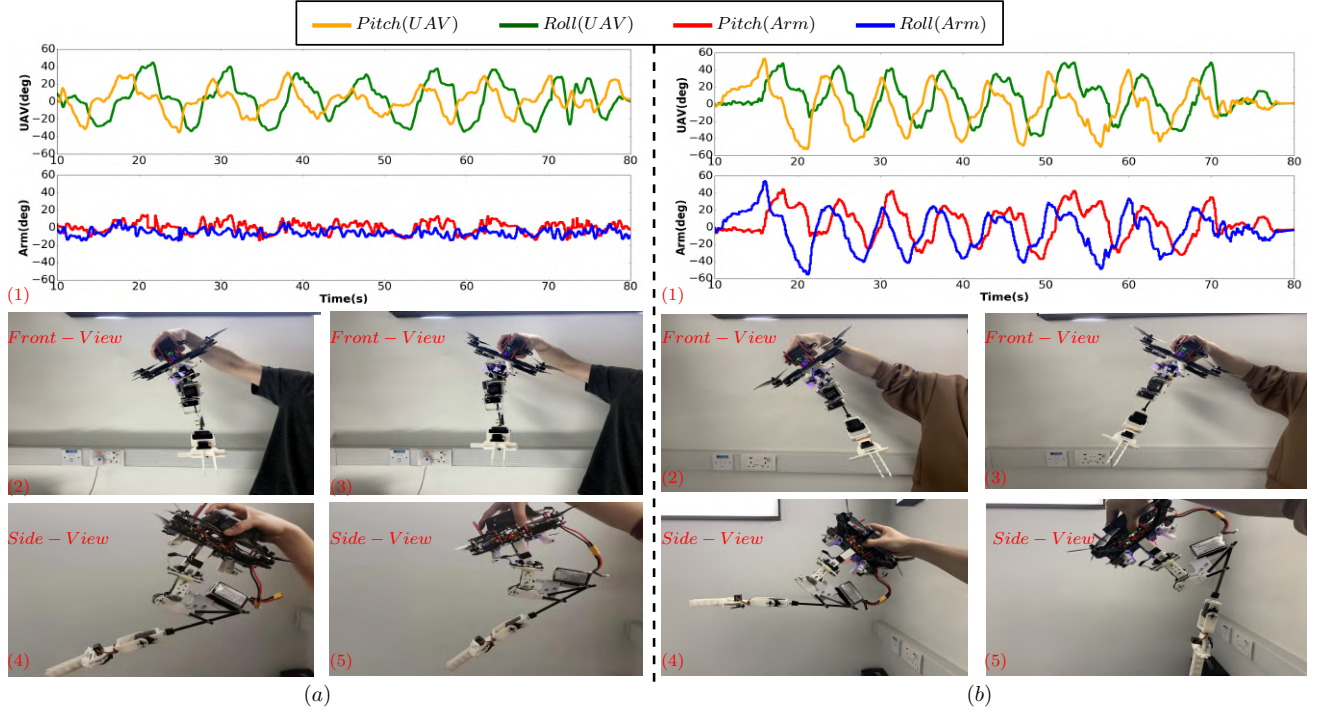 Pitch(UAV) Roll(UAV) Pitch(Arm) Roll(Arm)
UAV(deg)
60
40
20
0
−20
−40
−60
10 20 30 40 50 60 70 80
Arm(deg)
60
40
20
0
−20
−40
−60
10 20 30 40 50 60 70 80
Time(s)
(1)
Front − View
(2)
Front − View
(3)
Side − View
(4)
Side − View
(5)
(a)
UAV(deg)
60
40
20
0
−20
−40
−60
10 20 30 40 50 60 70 80
Arm(deg)
60
40
20
0
−20
−40
−60
10 20 30 40 50 60 70 80
Time(s)
(1)
Front − View
(2)
Front − View
(3)
Side − View
(4)
Side − View
(5)
(b)